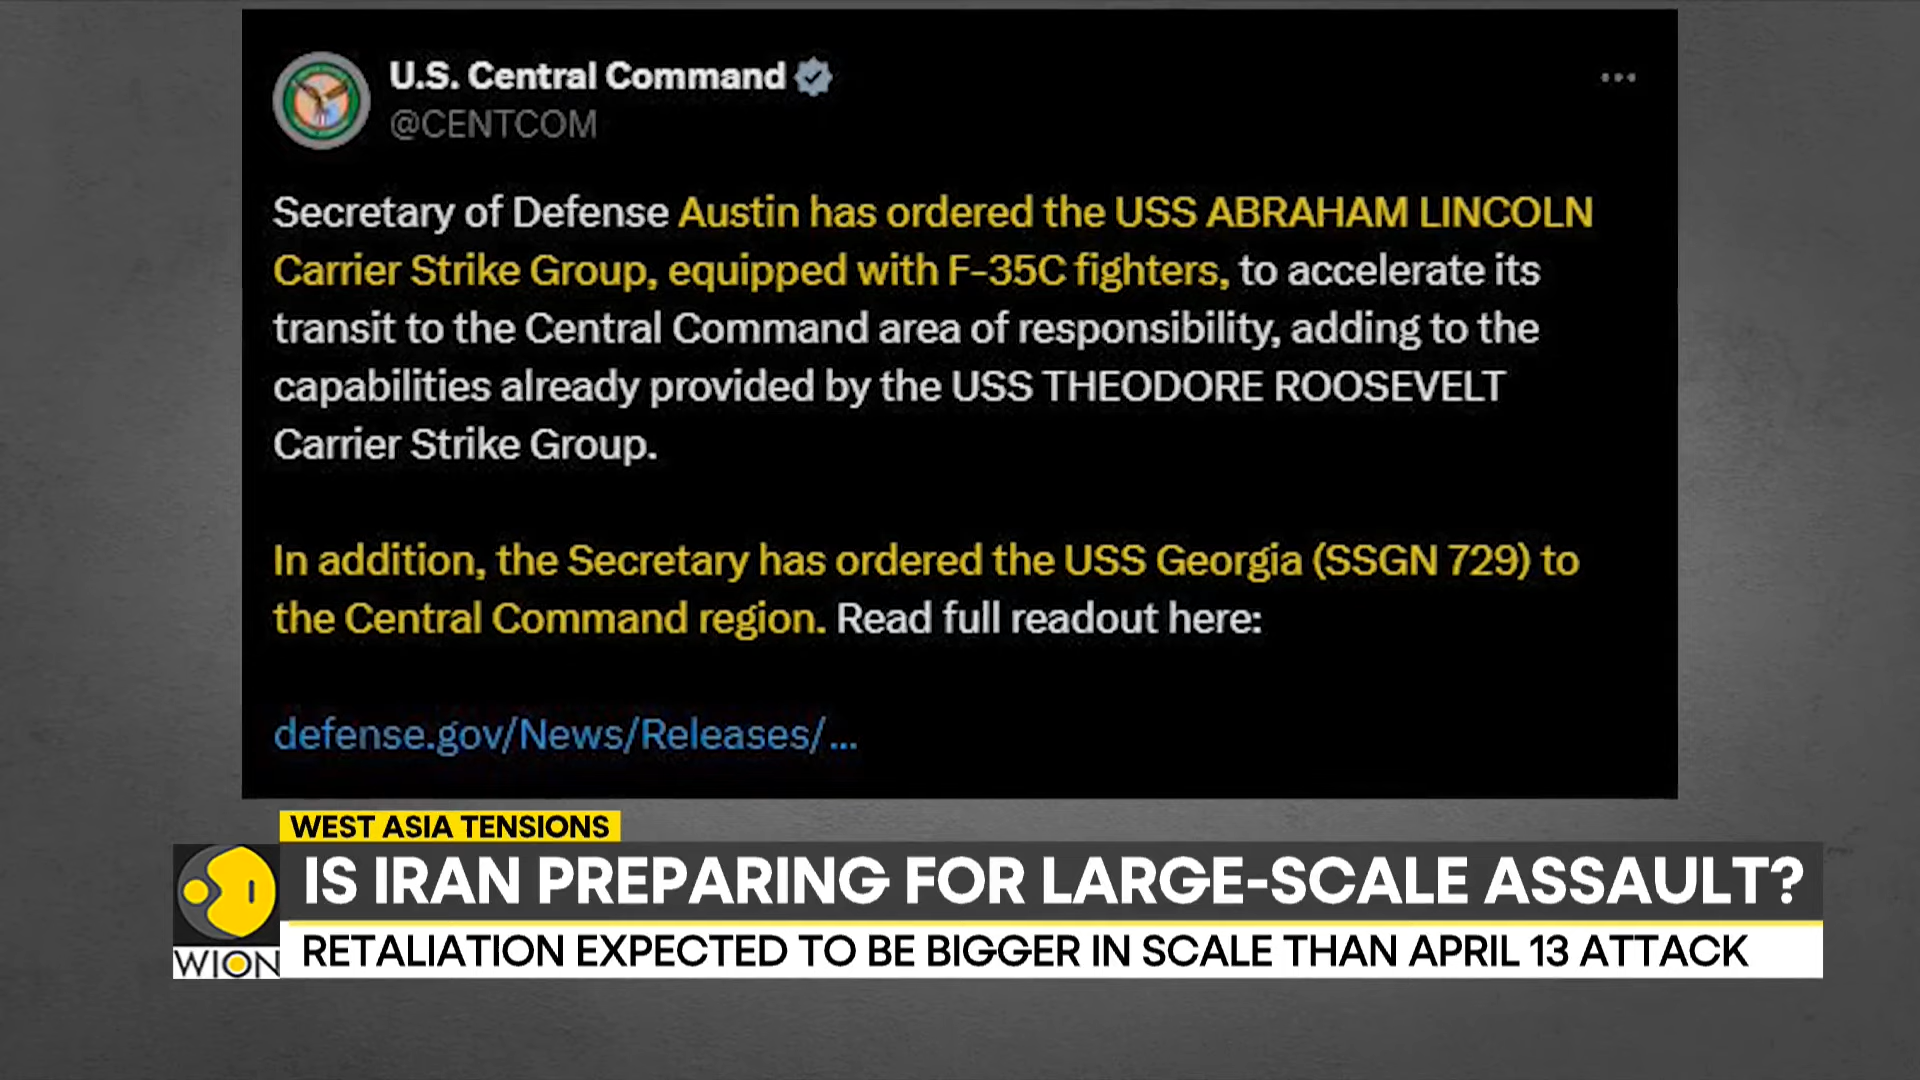 U.S. Central Command
@CENTCOM
Secretary of Defense Austin has ordered the USS ABRAHAM LINCOLN
Carrier Strike Group, equipped with F-35C fighters, to accelerate its
transit to the Central Command area of responsibility, adding to the
capabilities already provided by the USS THEODORE ROOSEVELT
Carrier Strike Group.
In addition, the Secretary has ordered the USS Georgia (SSGN 729) to
the Central Command region. Read full readout here:
defense.gov/News/Releases/...
WEST ASIA TENSIONS
IS IRAN PREPARING FOR LARGE-SCALE ASSAULT?
WION
RETALIATION EXPECTED TO BE BIGGER IN SCALE THAN APRIL 13 ATTACK